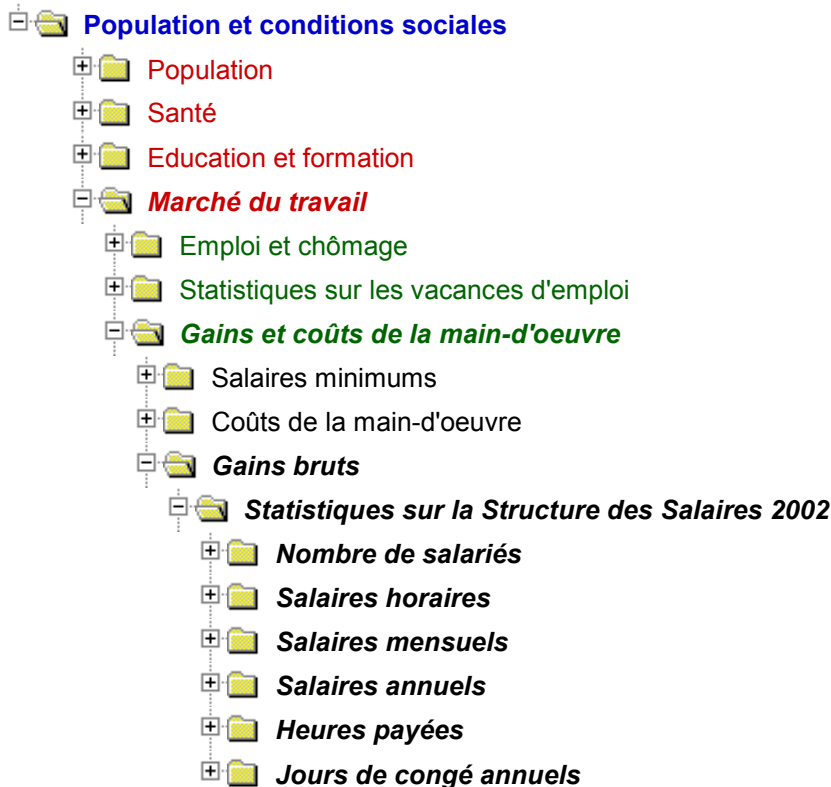 Population et conditions sociales
Population
Santé
Education et formation
Marché du travail
Emploi et chômage
Statistiques sur les vacances d'emploi
Gains et coûts de la main-d'oeuvre
Salaires minimums
Coûts de la main-d'oeuvre
Gains bruts
Statistiques sur la Structure des Salaires 2002
Nombre de salariés
Salaires horaires
Salaires mensuels
Salaires annuels
Heures payées
Jours de congé annuels